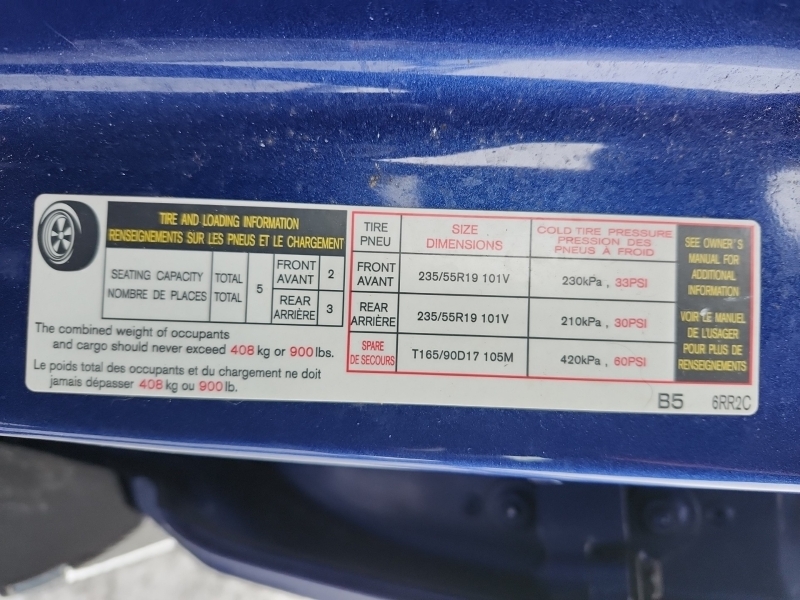 TIRE AND LOADING INFORMATION
RENSEIGNEMENTS SUR LES PNEUS ET LE CHARGEMENT
SEATING CAPACITY TOTAL 5 FRONT AVANT 2
NOMBRE DE PLACES TOTAL REAR ARRIÈRE 3
The combined weight of occupants
and cargo should never exceed 408 kg or 900 lbs.
Le poids total des occupants et du chargement ne doit
jamais dépasser 408 kg ou 900 lb.
TIRE PNEU SIZE DIMENSIONS COLD TIRE PRESSURE PRESSION DES PNEUS À FROID
FRONT AVANT 235/55R19 101V 230kPa , 33PSI
REAR ARRIÈRE 235/55R19 101V 210kPa , 30PSI
SPARE DE SECOURS T165/90D17 105M 420kPa , 60PSI
SEE OWNER'S
MANUAL FOR
ADDITIONAL
INFORMATION
VOIR LE MANUEL
DE L'USAGER
POUR PLUS DE
RENSEIGNEMENTS
B5 6RR2C